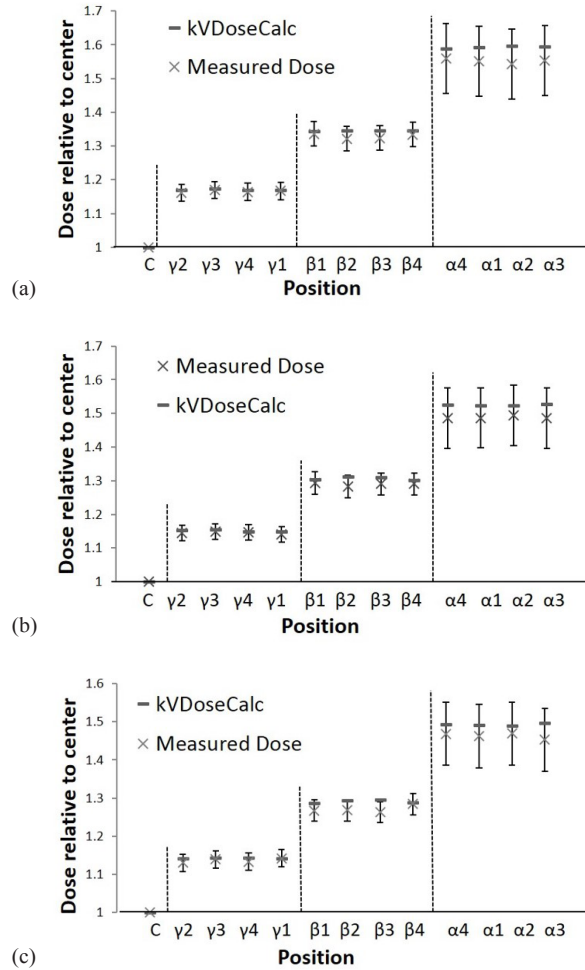 1.7
1.6
1.5
1.4
1.3
1.2
1.1
1
Dose relative to center
kVDoseCalc
Measured Dose
C γ2 γ3 γ4 γ1 β1 β2 β3 β4 α4 α1 α2 α3
Position
(a)
1.7
1.6
1.5
1.4
1.3
1.2
1.1
1
Dose relative to center
Measured Dose
kVDoseCalc
C γ2 γ3 γ4 γ1 β1 β2 β3 β4 α4 α1 α2 α3
Position
(b)
1.6
1.5
1.4
1.3
1.2
1.1
1
Dose relative to center
kVDoseCalc
Measured Dose
C γ2 γ3 γ4 γ1 β1 β2 β3 β4 α4 α1 α2 α3
Position
(c)